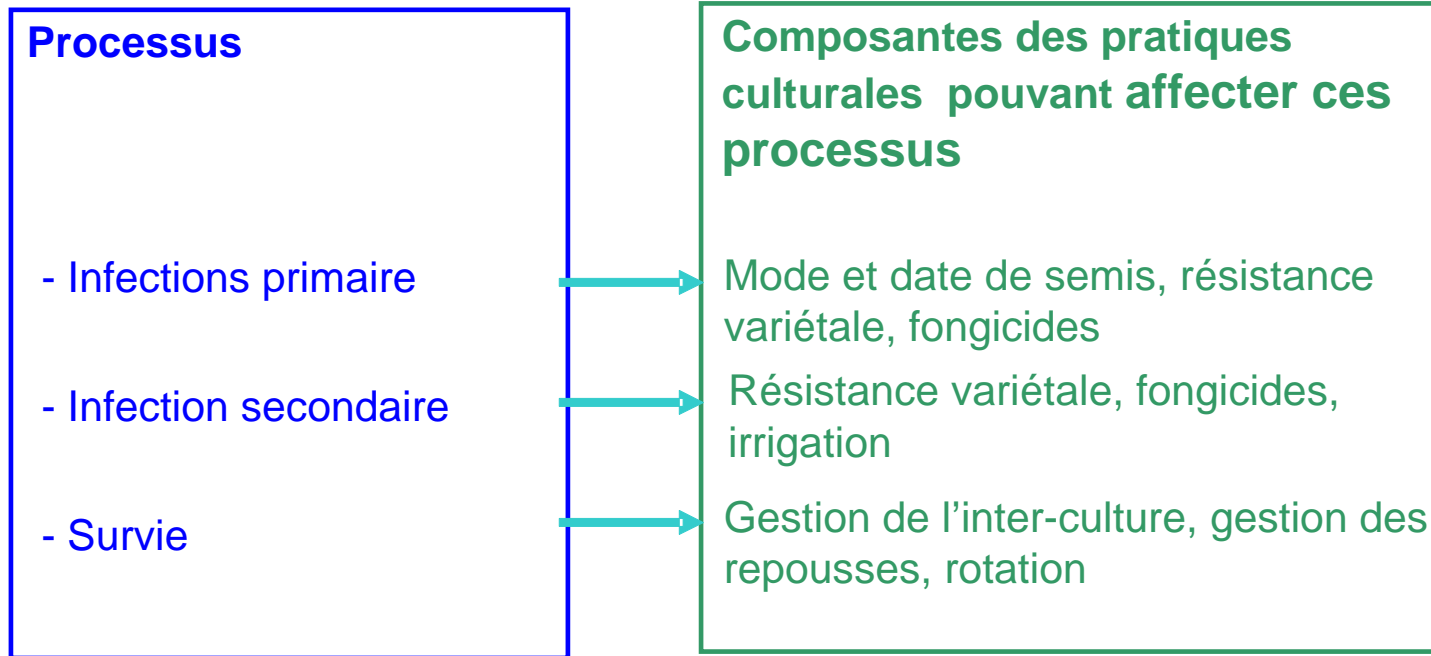 Processus
- Infections primaire
- Infection secondaire
- Survie
Composantes des pratiques
culturales pouvant affecter ces
processus
Mode et date de semis, résistance
variétale, fongicides
Résistance variétale, fongicides,
irrigation
Gestion de l'inter-culture, gestion des
repousses, rotation